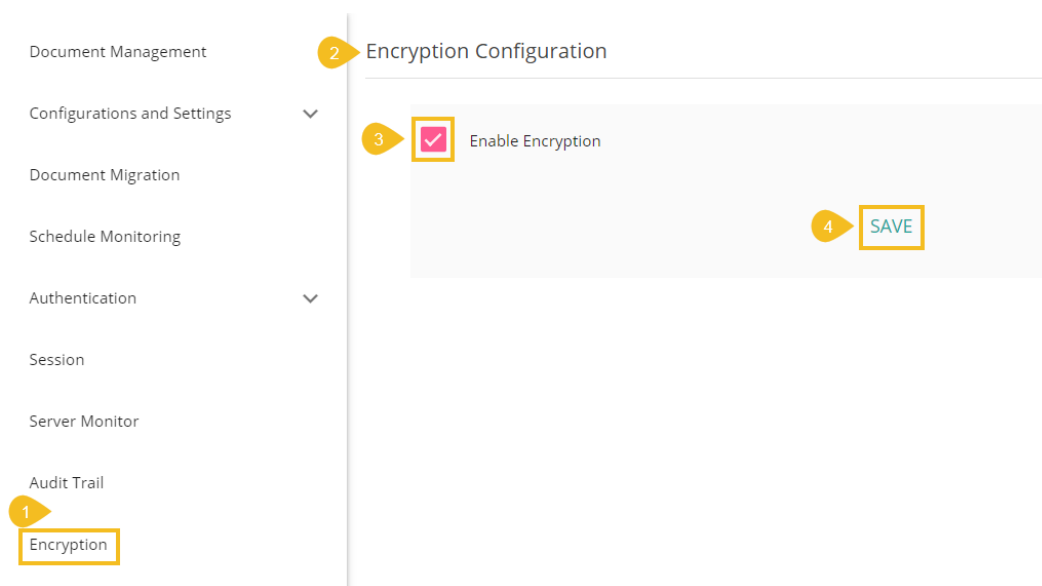 Document Management
Configurations and Settings
Document Migration
Schedule Monitoring
Authentication
Session
Server Monitor
Audit Trail
1
Encryption
2
Encryption Configuration
3
Enable Encryption
4
SAVE